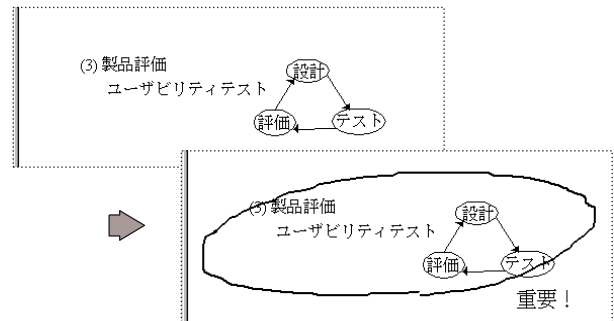 (3) 製品評価
ユーザビリティテスト
設計
評価
テスト
(3) 製品評価
ユーザビリティテスト
設計
評価
テスト
重要！